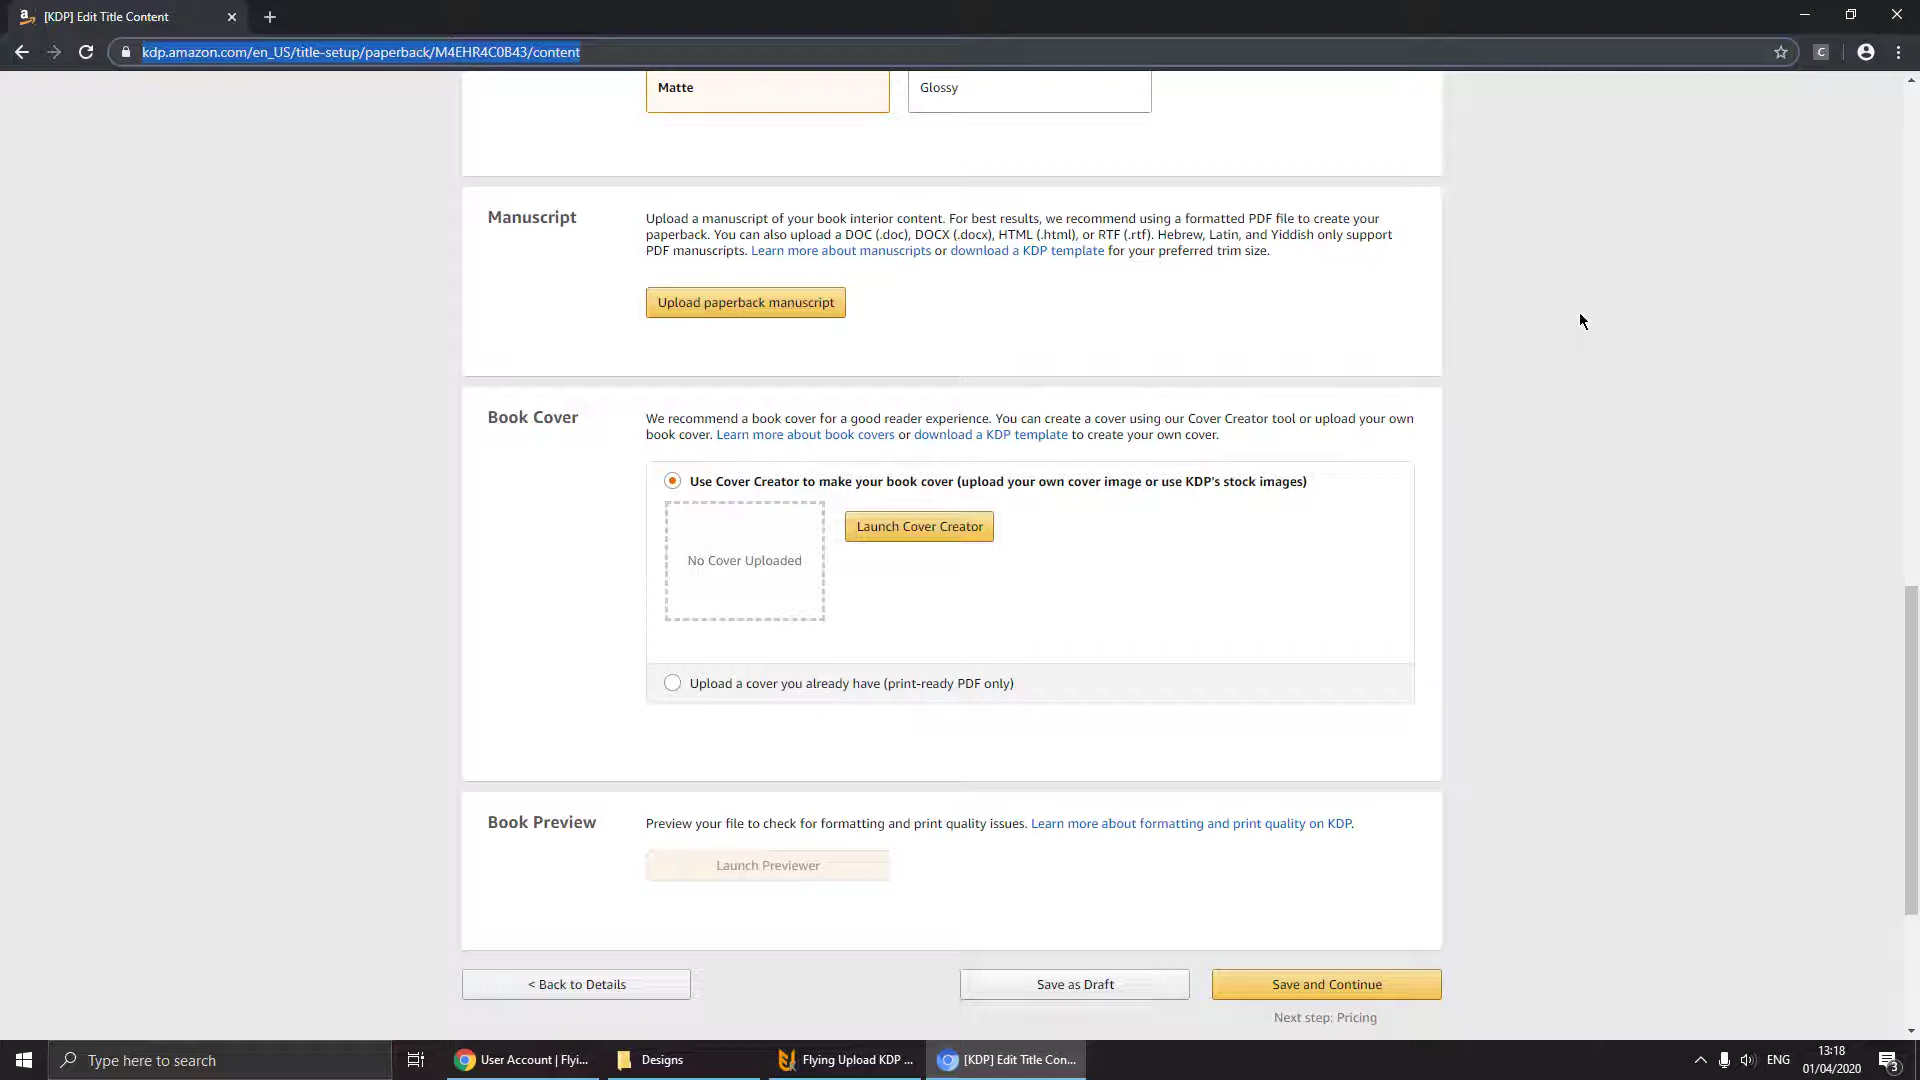 [KDP] Edit Title Content
kdp.amazon.com/en_US/title-setup/paperback/M4EHR4C0B43/content
C
Matte
Glossy
Manuscript
Upload a manuscript of your book interior content. For best results, we recommend using a formatted PDF file to create your
paperback. You can also upload a DOC (.doc), DOCX (.docx), HTML (.html), or RTF (.rtf). Hebrew, Latin, and Yiddish only support
PDF manuscripts. Learn more about manuscripts or download a KDP template for your preferred trim size.
Upload paperback manuscript
Book Cover
We recommend a book cover for a good reader experience. You can create a cover using our Cover Creator tool or upload your own
book cover. Learn more about book covers or download a KDP template to create your own cover.
Use Cover Creator to make your book cover (upload your own cover image or use KDP's stock images)
Launch Cover Creator
No Cover Uploaded
Upload a cover you already have (print-ready PDF only)
Book Preview
Preview your file to check for formatting and print quality issues. Learn more about formatting and print quality on KDP.
Launch Previewer
< Back to Details
Save as Draft
Save and Continue
Next step: Pricing
Type here to search
User Account | Flyi...
Designs
Flying Upload KDP ...
[KDP] Edit Title Con...
ENG
13:18
01/04/2020
3